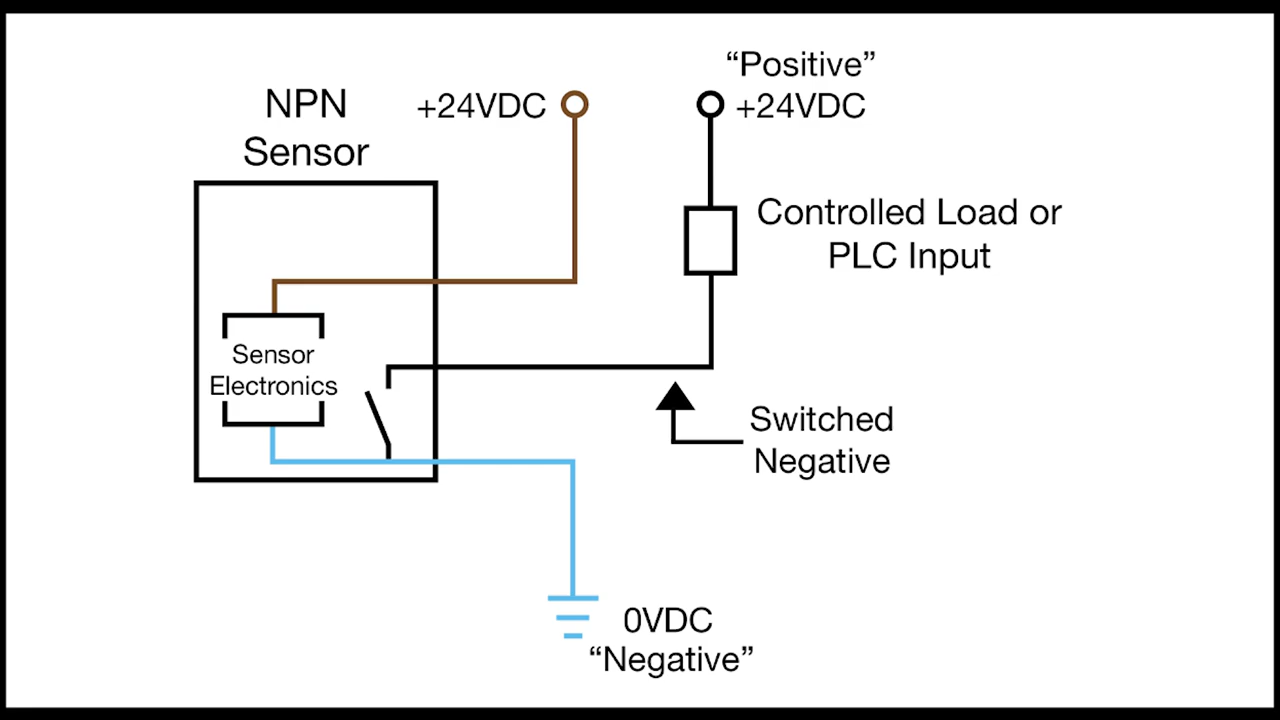 “Positive”
NPN
Sensor
+24VDC
+24VDC
Controlled Load or
PLC Input
Sensor
Electronics
Switched
Negative
0VDC
“Negative”